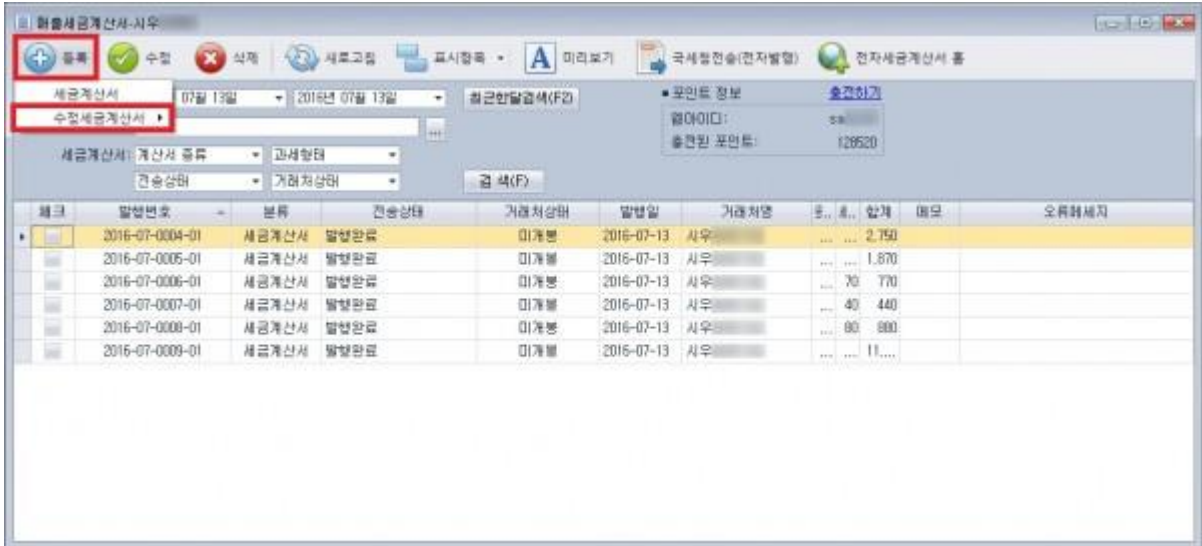 매출세금계산서-시우
등록 수정 삭제 새로고침 표시항목 A 미리보기 국세청전송(전자발행) 전자세금계산서 홈
세금계산서 07월 13일 2016년 07월 13일 최근한달검색(F2) 포인트 정보 충전하기
수정세금계산서 웹아이디: sa
... 충전된 포인트: 128520
세금계산서: 계산서 종류 과세형태
전송상태 거래처상태 검 색(F)
체크 발행번호 분류 전송상태 거래처상태 발행일 거래처명 합계 메모 오류메세지
2016-07-0004-01 세금계산서 발행완료 미개봉 2016-07-13 시우 ... ... 2,750
2016-07-0005-01 세금계산서 발행완료 미개봉 2016-07-13 시우 ... ... 1,870
2016-07-0006-01 세금계산서 발행완료 미개봉 2016-07-13 시우 ... 70 770
2016-07-0007-01 세금계산서 발행완료 미개봉 2016-07-13 시우 ... 40 440
2016-07-0008-01 세금계산서 발행완료 미개봉 2016-07-13 시우 ... 80 880
2016-07-0009-01 세금계산서 발행완료 미개봉 2016-07-13 시우 ... ... 11,...